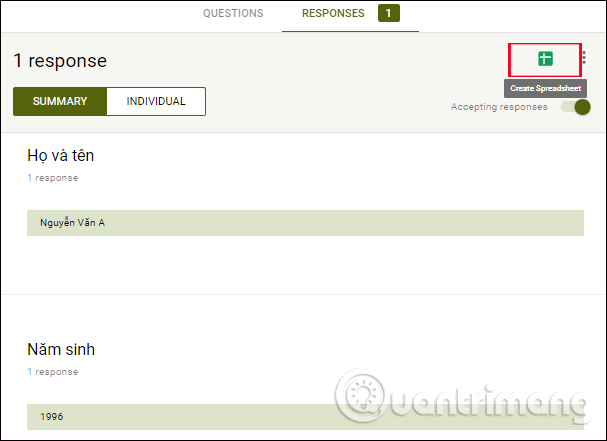 QUESTIONS RESPONSES 1
1 response
Create Spreadsheet
SUMMARY INDIVIDUAL
Accepting responses
Họ và tên
1 response
Nguyễn Văn A
Năm sinh
1 response
1996
Quantrimang